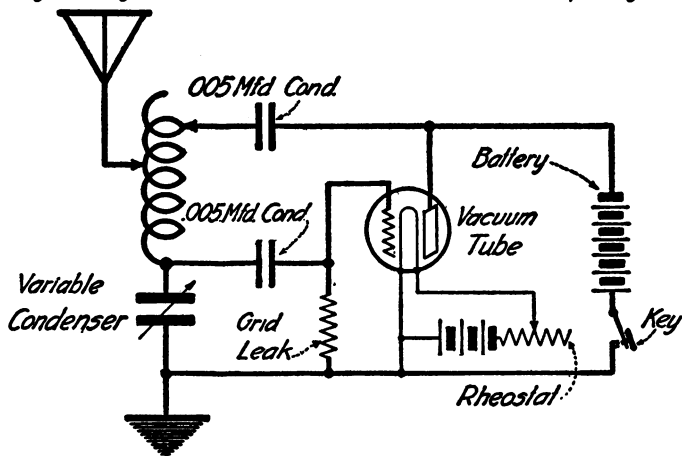 .005 Mfd Cond.
Battery
.005 Mfd Cond.
Vacuum
Tube
Variable
Condenser
Grid
Leak
Key
Rheostat